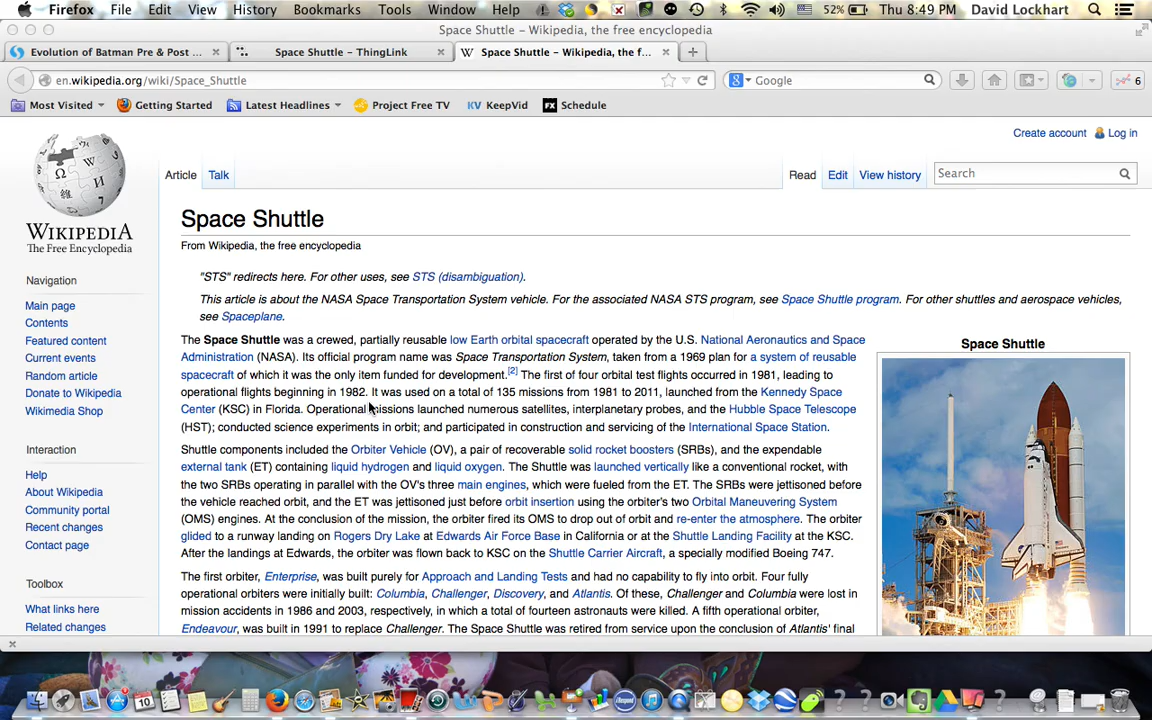 Firefox File Edit View History Bookmarks Tools Window Help 52% Thu 8:49 PM David Lockhart
Space Shuttle – Wikipedia, the free encyclopedia
Evolution of Batman Pre & Post ... Space Shuttle – ThingLink Space Shuttle – Wikipedia, the f...
en.wikipedia.org/wiki/Space_Shuttle Google 6
Most Visited Getting Started Latest Headlines Project Free TV KV KeepVid FX Schedule
Create account Log in
Article Talk Read Edit View history Search
WIKIPEDIA
The Free Encyclopedia
Navigation
Main page
Contents
Featured content
Current events
Random article
Donate to Wikipedia
Wikimedia Shop
Interaction
Help
About Wikipedia
Community portal
Recent changes
Contact page
Toolbox
What links here
Related changes
Space Shuttle
From Wikipedia, the free encyclopedia
"STS" redirects here. For other uses, see STS (disambiguation).
This article is about the NASA Space Transportation System vehicle. For the associated NASA STS program, see Space Shuttle program. For other shuttles and aerospace vehicles,
see Spaceplane.
The Space Shuttle was a crewed, partially reusable low Earth orbital spacecraft operated by the U.S. National Aeronautics and Space
Administration (NASA). Its official program name was Space Transportation System, taken from a 1969 plan for a system of reusable
spacecraft of which it was the only item funded for development.[2] The first of four orbital test flights occurred in 1981, leading to
operational flights beginning in 1982. It was used on a total of 135 missions from 1981 to 2011, launched from the Kennedy Space
Center (KSC) in Florida. Operational missions launched numerous satellites, interplanetary probes, and the Hubble Space Telescope
(HST); conducted science experiments in orbit; and participated in construction and servicing of the International Space Station.
Shuttle components included the Orbiter Vehicle (OV), a pair of recoverable solid rocket boosters (SRBs), and the expendable
external tank (ET) containing liquid hydrogen and liquid oxygen. The Shuttle was launched vertically like a conventional rocket, with
the two SRBs operating in parallel with the OV's three main engines, which were fueled from the ET. The SRBs were jettisoned before
the vehicle reached orbit, and the ET was jettisoned just before orbit insertion using the orbiter's two Orbital Maneuvering System
(OMS) engines. At the conclusion of the mission, the orbiter fired its OMS to drop out of orbit and re-enter the atmosphere. The orbiter
glided to a runway landing on Rogers Dry Lake at Edwards Air Force Base in California or at the Shuttle Landing Facility at the KSC.
After the landings at Edwards, the orbiter was flown back to KSC on the Shuttle Carrier Aircraft, a specially modified Boeing 747.
The first orbiter, Enterprise, was built purely for Approach and Landing Tests and had no capability to fly into orbit. Four fully
operational orbiters were initially built: Columbia, Challenger, Discovery, and Atlantis. Of these, Challenger and Columbia were lost in
mission accidents in 1986 and 2003, respectively, in which a total of fourteen astronauts were killed. A fifth operational orbiter,
Endeavour, was built in 1991 to replace Challenger. The Space Shuttle was retired from service upon the conclusion of Atlantis' final
Space Shuttle